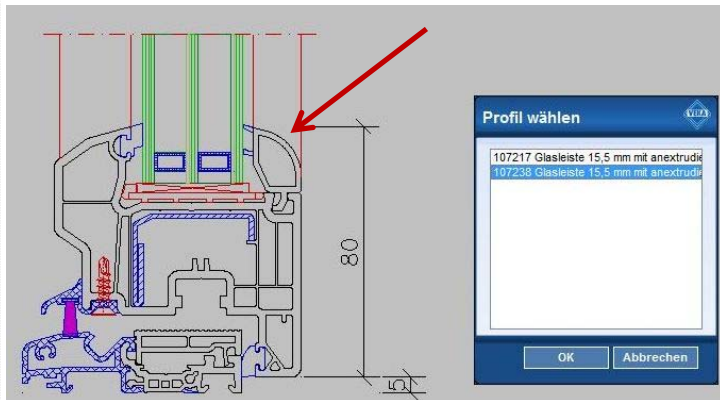 80
5
Profil wählen
VEKA
107217 Glasleiste 15,5 mm mit anextrudie
107238 Glasleiste 15,5 mm mit anextrudie
OK
Abbrechen